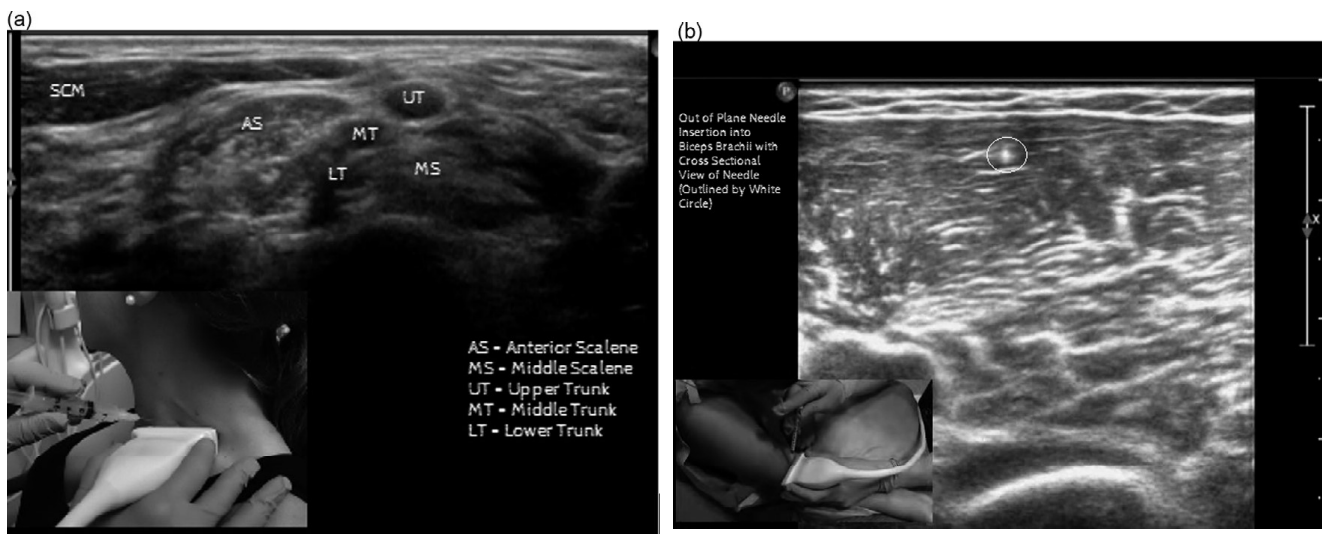 (a)
SCM
AS
UT
MT
LT
MS
AS - Anterior Scalene
MS - Middle Scalene
UT - Upper Trunk
MT - Middle Trunk
LT - Lower Trunk
(b)
P
Out of Plane Needle
Insertion into
Biceps Brachii with
Cross Sectional
View of Needle
(Outlined by White
Circle)
X